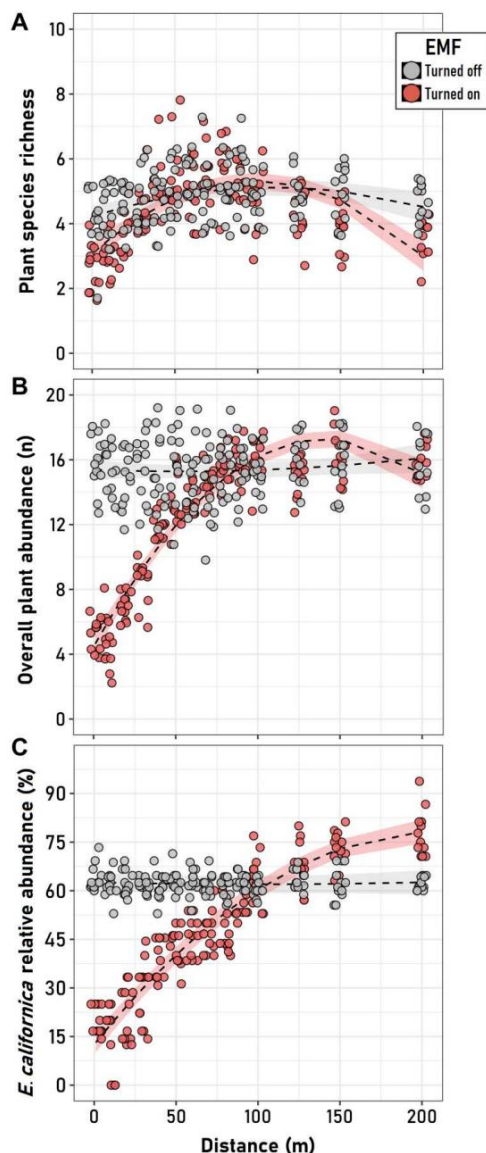 A
10
8
6
4
2
0
Plant species richness
EMF
Turned off
Turned on
B
20
16
12
8
4
0
Overall plant abundance (n)
C
90
75
60
45
30
15
0
E. californica relative abundance (%)
0 50 100 150 200
Distance (m)